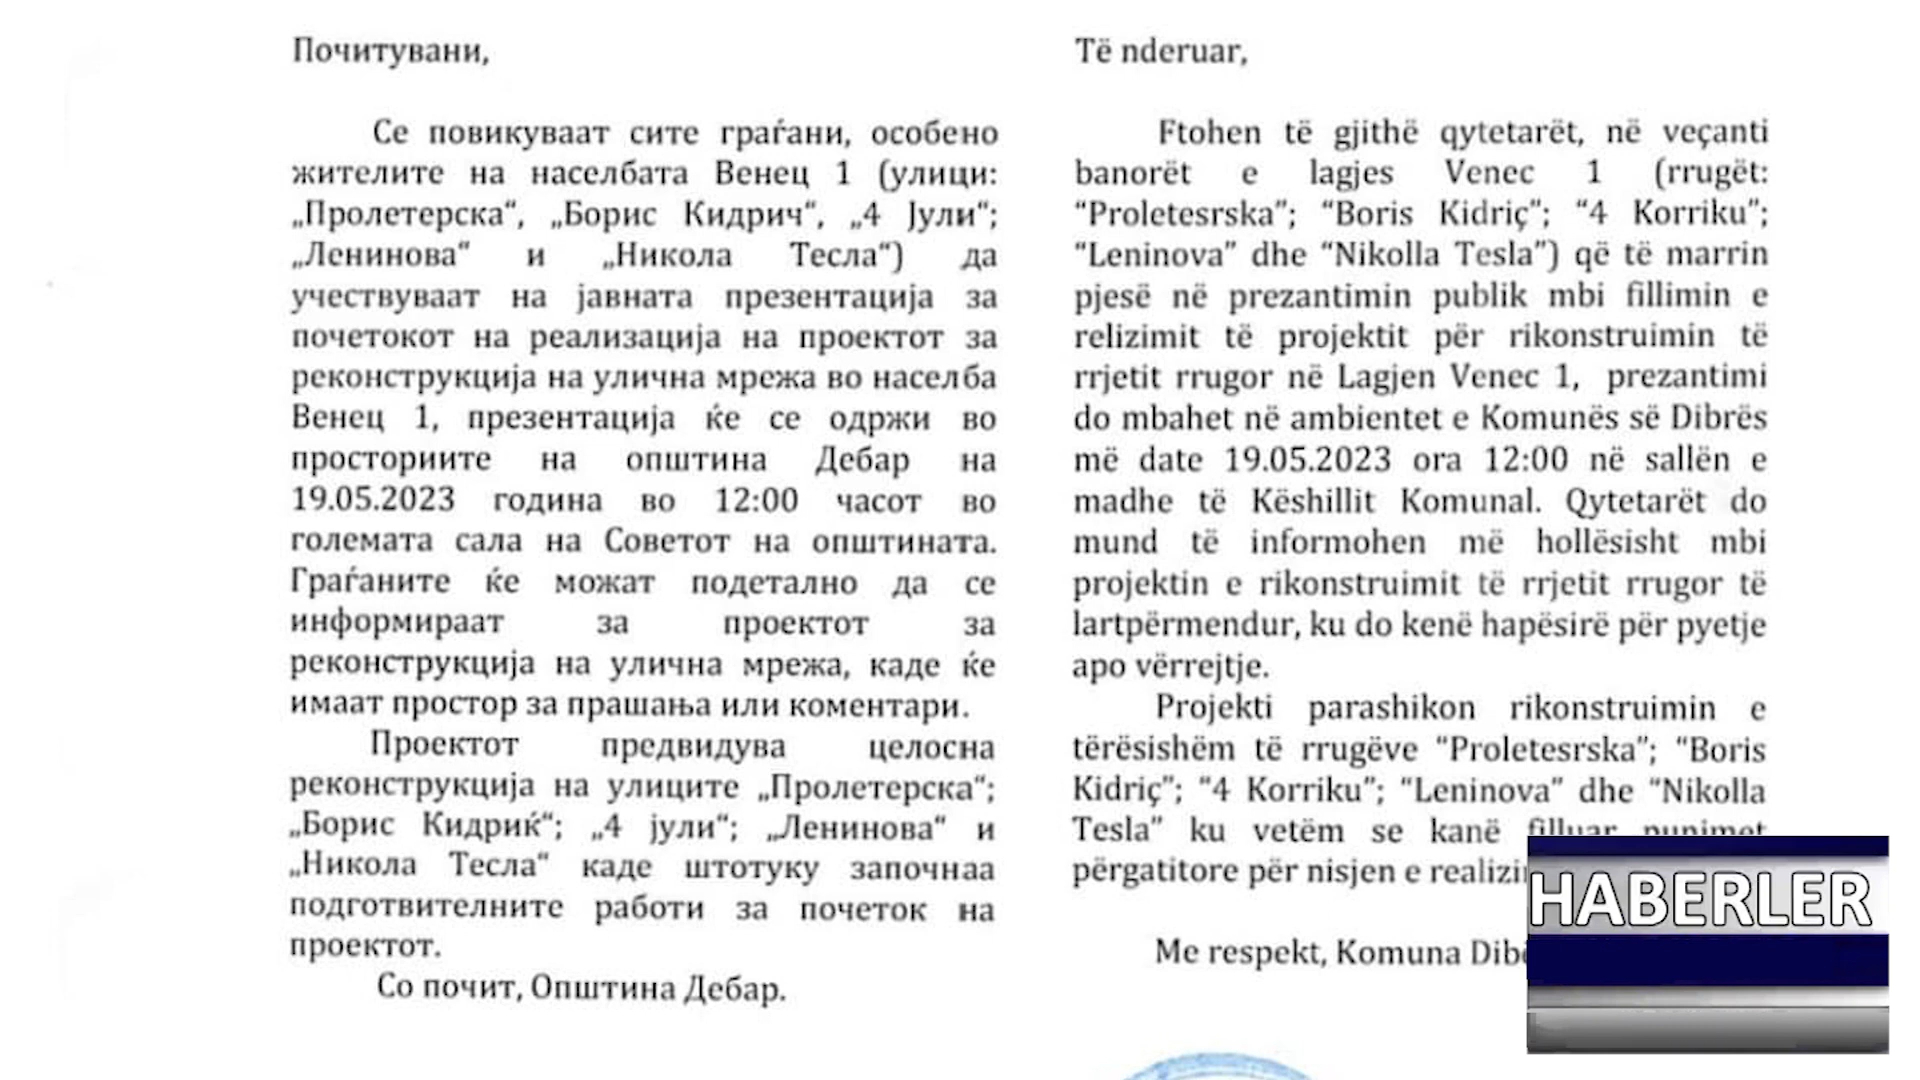 Почитувани,
Се повикуваат сите граѓани, особено
жителите на населбата Венец 1 (улици:
„Пролетерска“, „Борис Кидрич“, „4 Јули“;
„Ленинова“ и „Никола Тесла“) да
учествуваат на јавната презентација за
почетокот на реализација на проектот за
реконструкција на улична мрежа во населба
Венец 1, презентација ќе се одржи во
просториите на општина Дебар на
19.05.2023 година во 12:00 часот во
големата сала на Советот на општината.
Граѓаните ќе можат подетално да се
информираат за проектот за
реконструкција на улична мрежа, каде ќе
имаат простор за прашања или коментари.
Проектот предвидува целосна
реконструкција на улиците „Пролетерска“;
„Борис Кидриќ“; „4 јули“; „Ленинова“ и
„Никола Тесла“ каде штотуку започнаа
подготвителните работи за почеток на
проектот.
Со почит, Општина Дебар.
Të nderuar,
Ftohen të gjithë qytetarët, në veçanti
banorët e lagjes Venec 1 (rrugët:
“Proletesrska”; “Boris Kidriç”; “4 Korriku”;
“Leninova” dhe “Nikolla Tesla”) që të marrin
pjesë në prezantimin publik mbi fillimin e
relizimit të projektit për rikonstruimin të
rrjetit rrugor në Lagjen Venec 1, prezantimi
do mbahet në ambientet e Komunës së Dibrës
më date 19.05.2023 ora 12:00 në sallën e
madhe të Këshillit Komunal. Qytetarët do
mund të informohen më hollësisht mbi
projektin e rikonstruimit të rrjetit rrugor të
lartpërmendur, ku do kenë hapësirë për pyetje
apo vërrejtje.
Projekti parashikon rikonstruimin e
tërësishëm të rrugëve “Proletesrska”; “Boris
Kidriç”; “4 Korriku”; “Leninova” dhe “Nikolla
Tesla” ku vetëm se kanë filluar punimet
përgatitore për nisjen e
Me respekt, Komuna
HABERLER